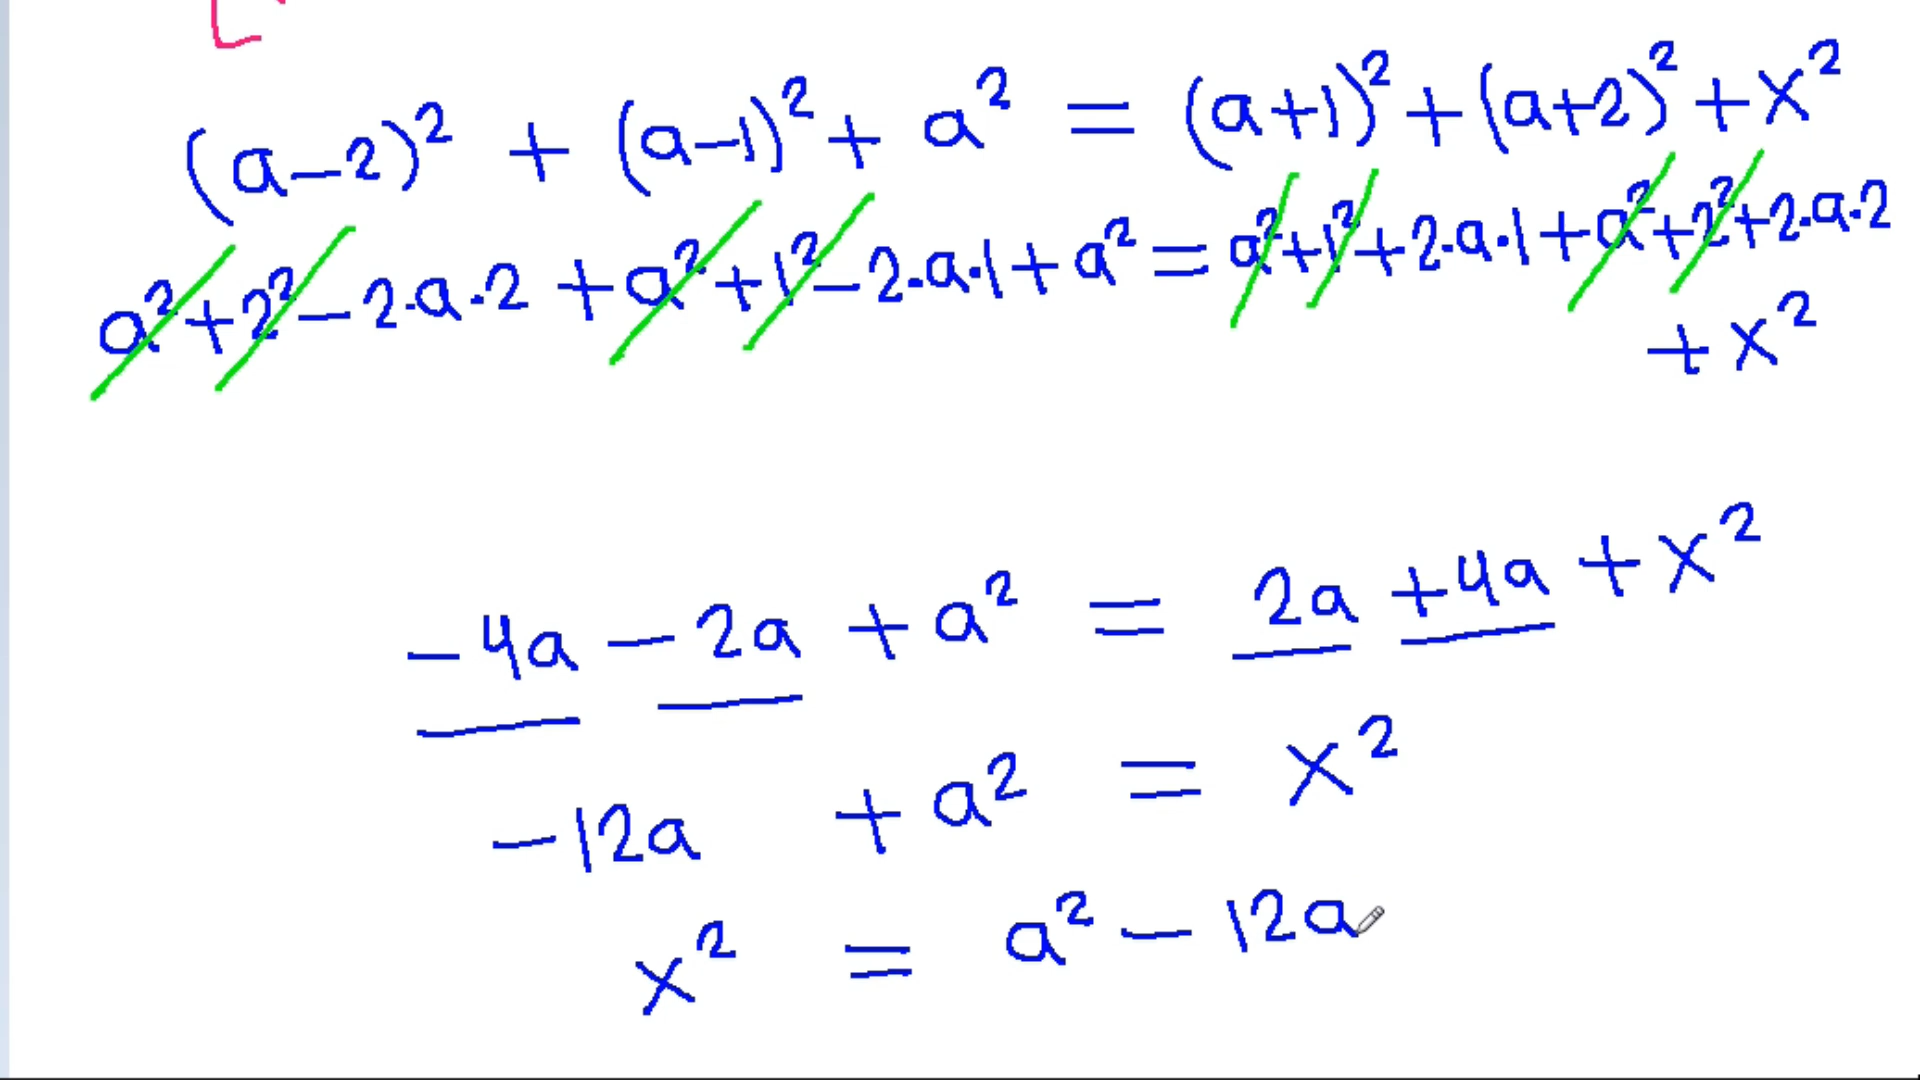 (a-2)² + (a-1)² + a² = (a+1)² + (a+2)² + x²
a² + 2² - 2.a.2 + a² + 1² - 2.a.1 + a² = a² + 1² + 2.a.1 + a² + 2² + 2.a.2
+ x²
- 4a - 2a + a² = 2a + 4a + x²
- 12a + a² = x²
x² = a² - 12a